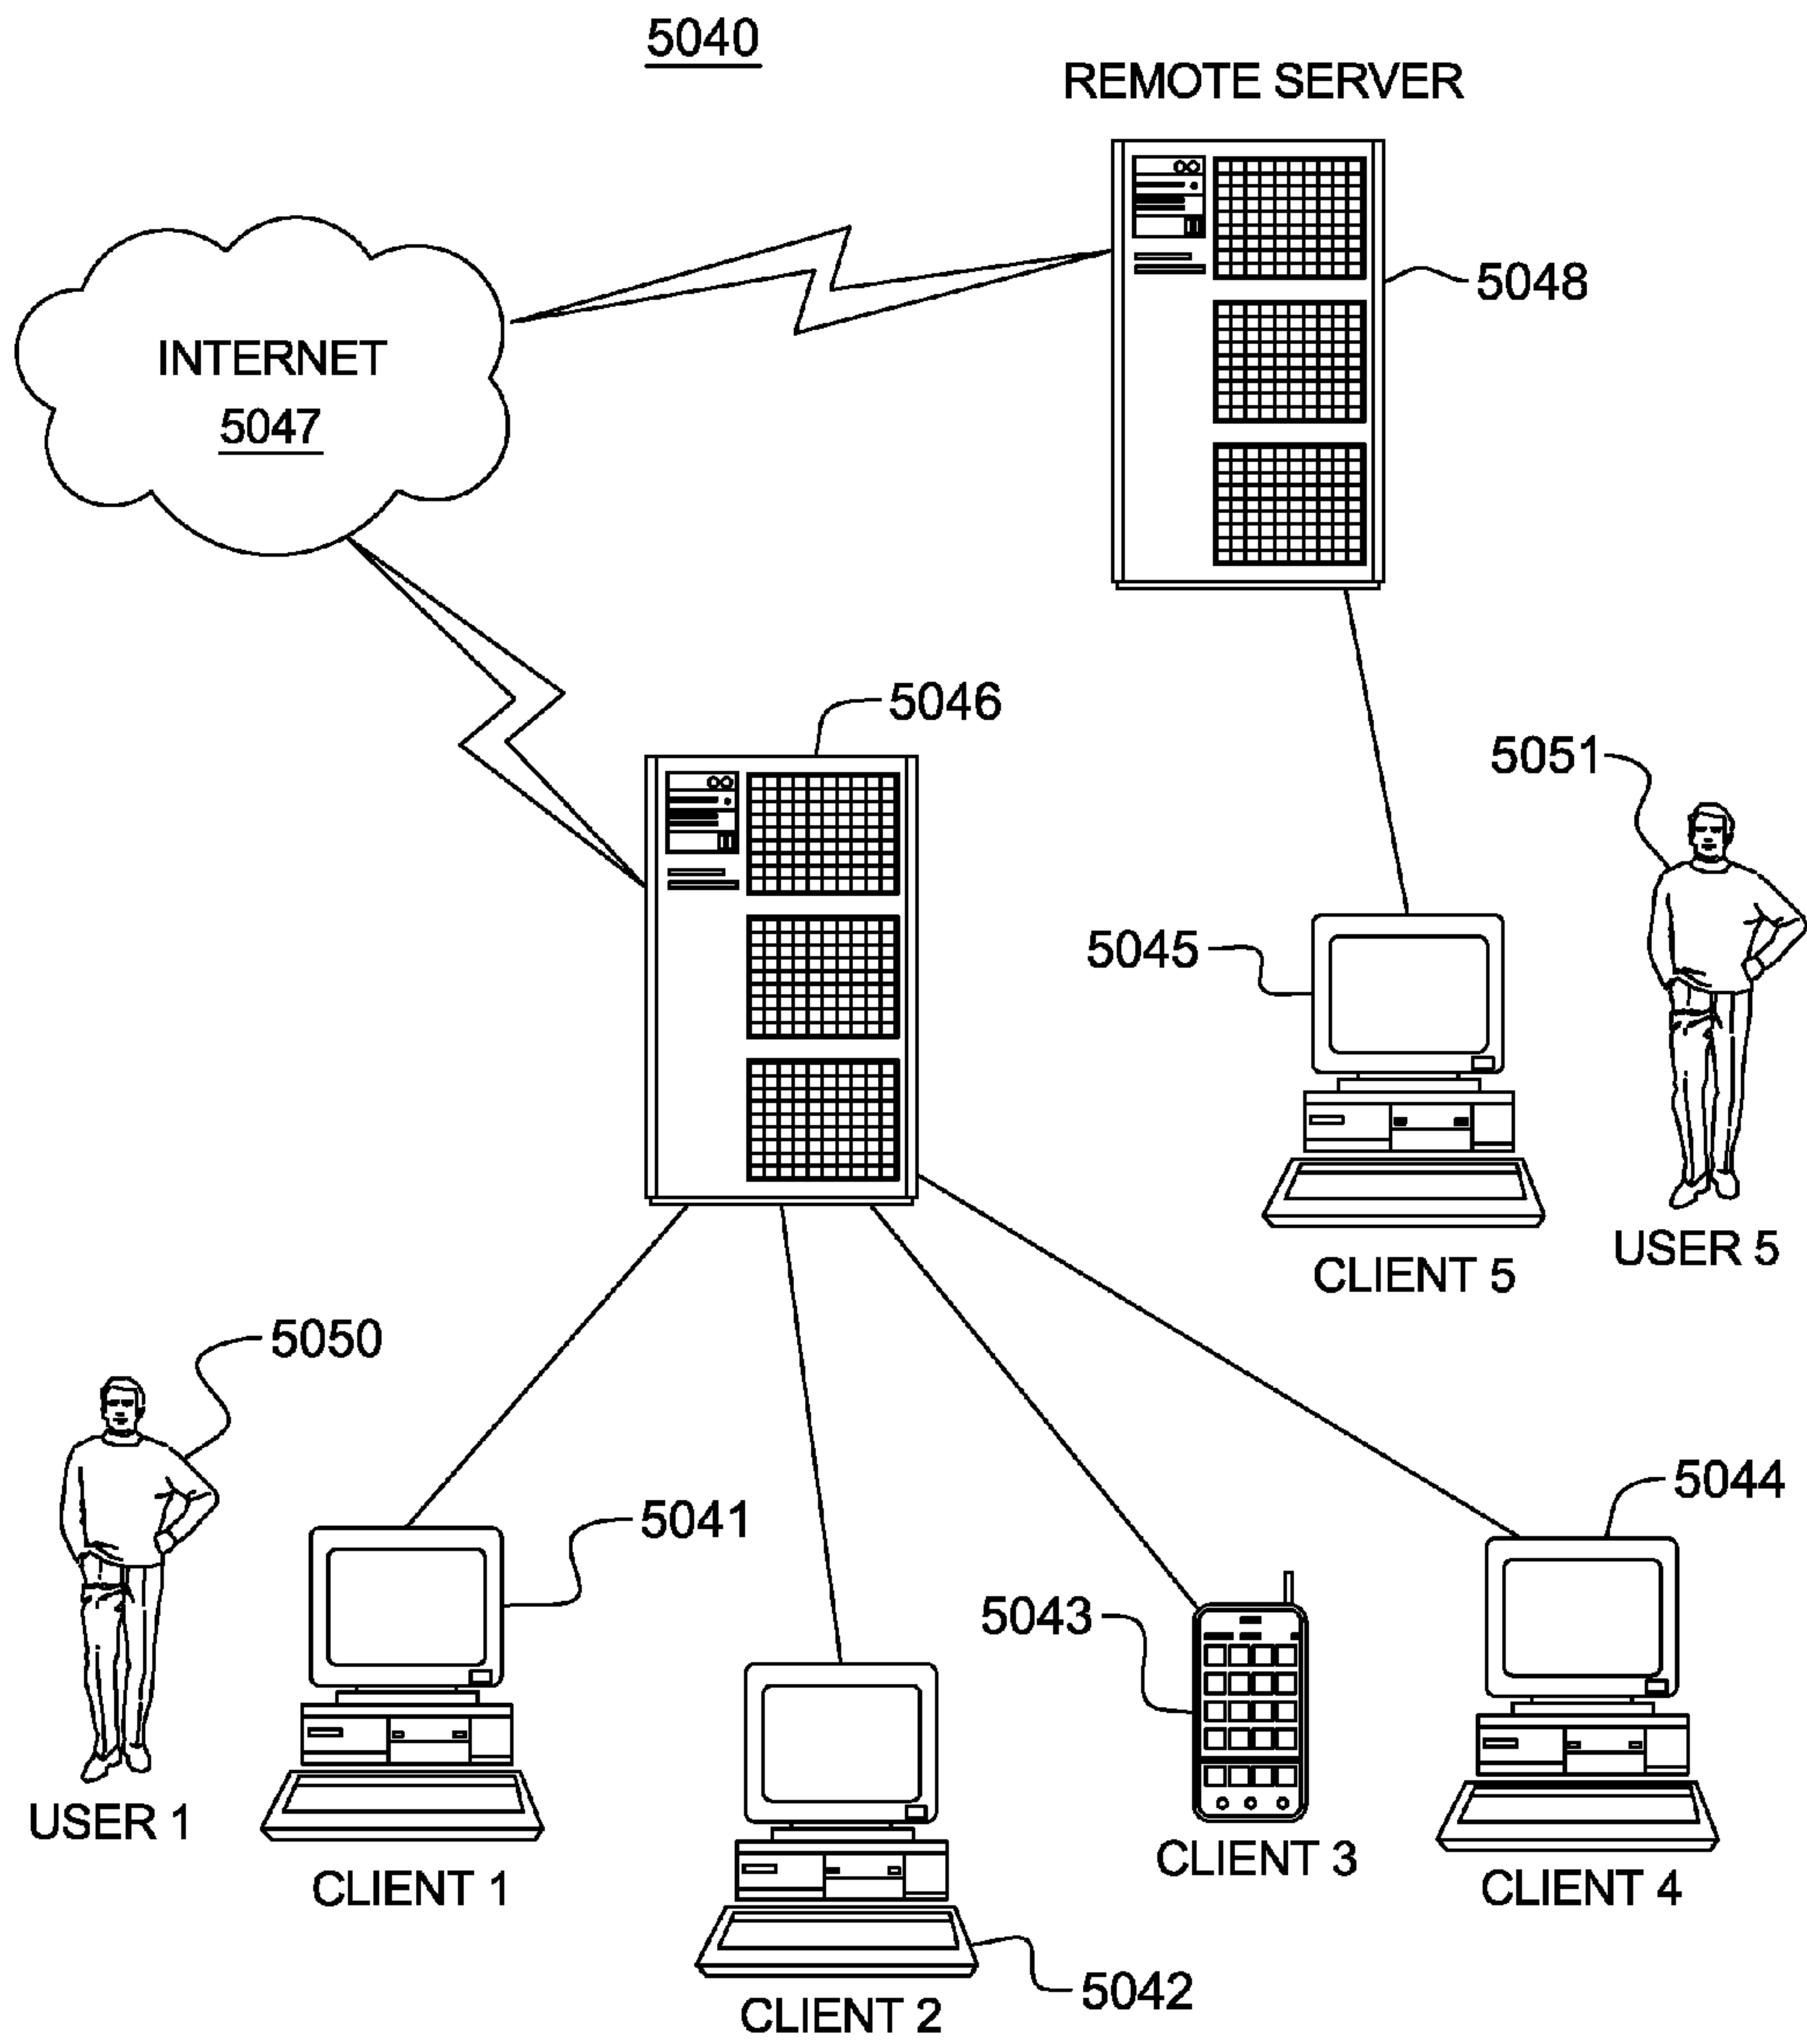 5040
REMOTE SERVER
5048
INTERNET
5047
5046
5051
5045
USER 5
CLIENT 5
5050
5044
5041
5043
USER 1
CLIENT 3
CLIENT 1
CLIENT 4
5042
CLIENT 2